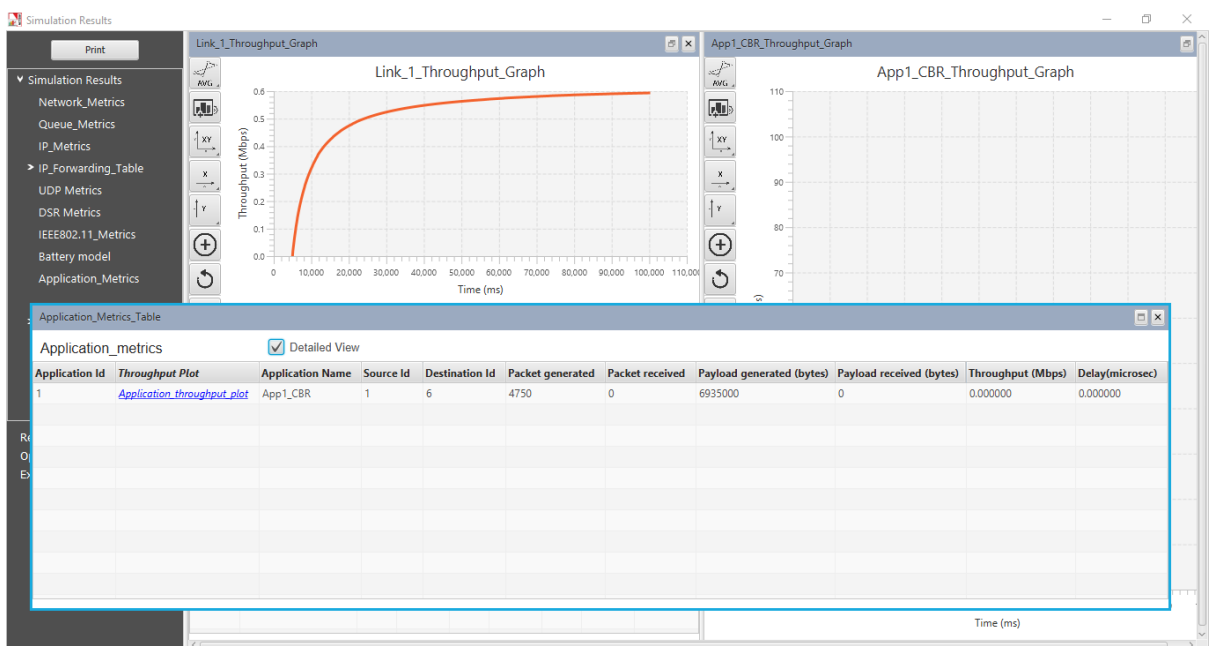 Simulation Results
Print
Simulation Results
Network_Metrics
Queue_Metrics
IP_Metrics
IP_Forwarding_Table
UDP Metrics
DSR Metrics
IEEE802.11_Metrics
Battery model
Application_Metrics
Link_1_Throughput_Graph
AVG
XY
X
Y
Link_1_Throughput_Graph
Throughput (Mbps)
0.6
0.5
0.4
0.3
0.2
0.1
0.0
0 10,000 20,000 30,000 40,000 50,000 60,000 70,000 80,000 90,000 100,000 110,00
Time (ms)
App1_CBR_Throughput_Graph
AVG
XY
X
Y
App1_CBR_Throughput_Graph
110
100
90
80
70
Application_Metrics_Table
Application_metrics Detailed View
Application Id Throughput Plot Application Name Source Id Destination Id Packet generated Packet received Payload generated (bytes) Payload received (bytes) Throughput (Mbps) Delay(microsec)
1 Application_throughput_plot App1_CBR 1 6 4750 0 6935000 0 0.000000 0.000000
Time (ms)